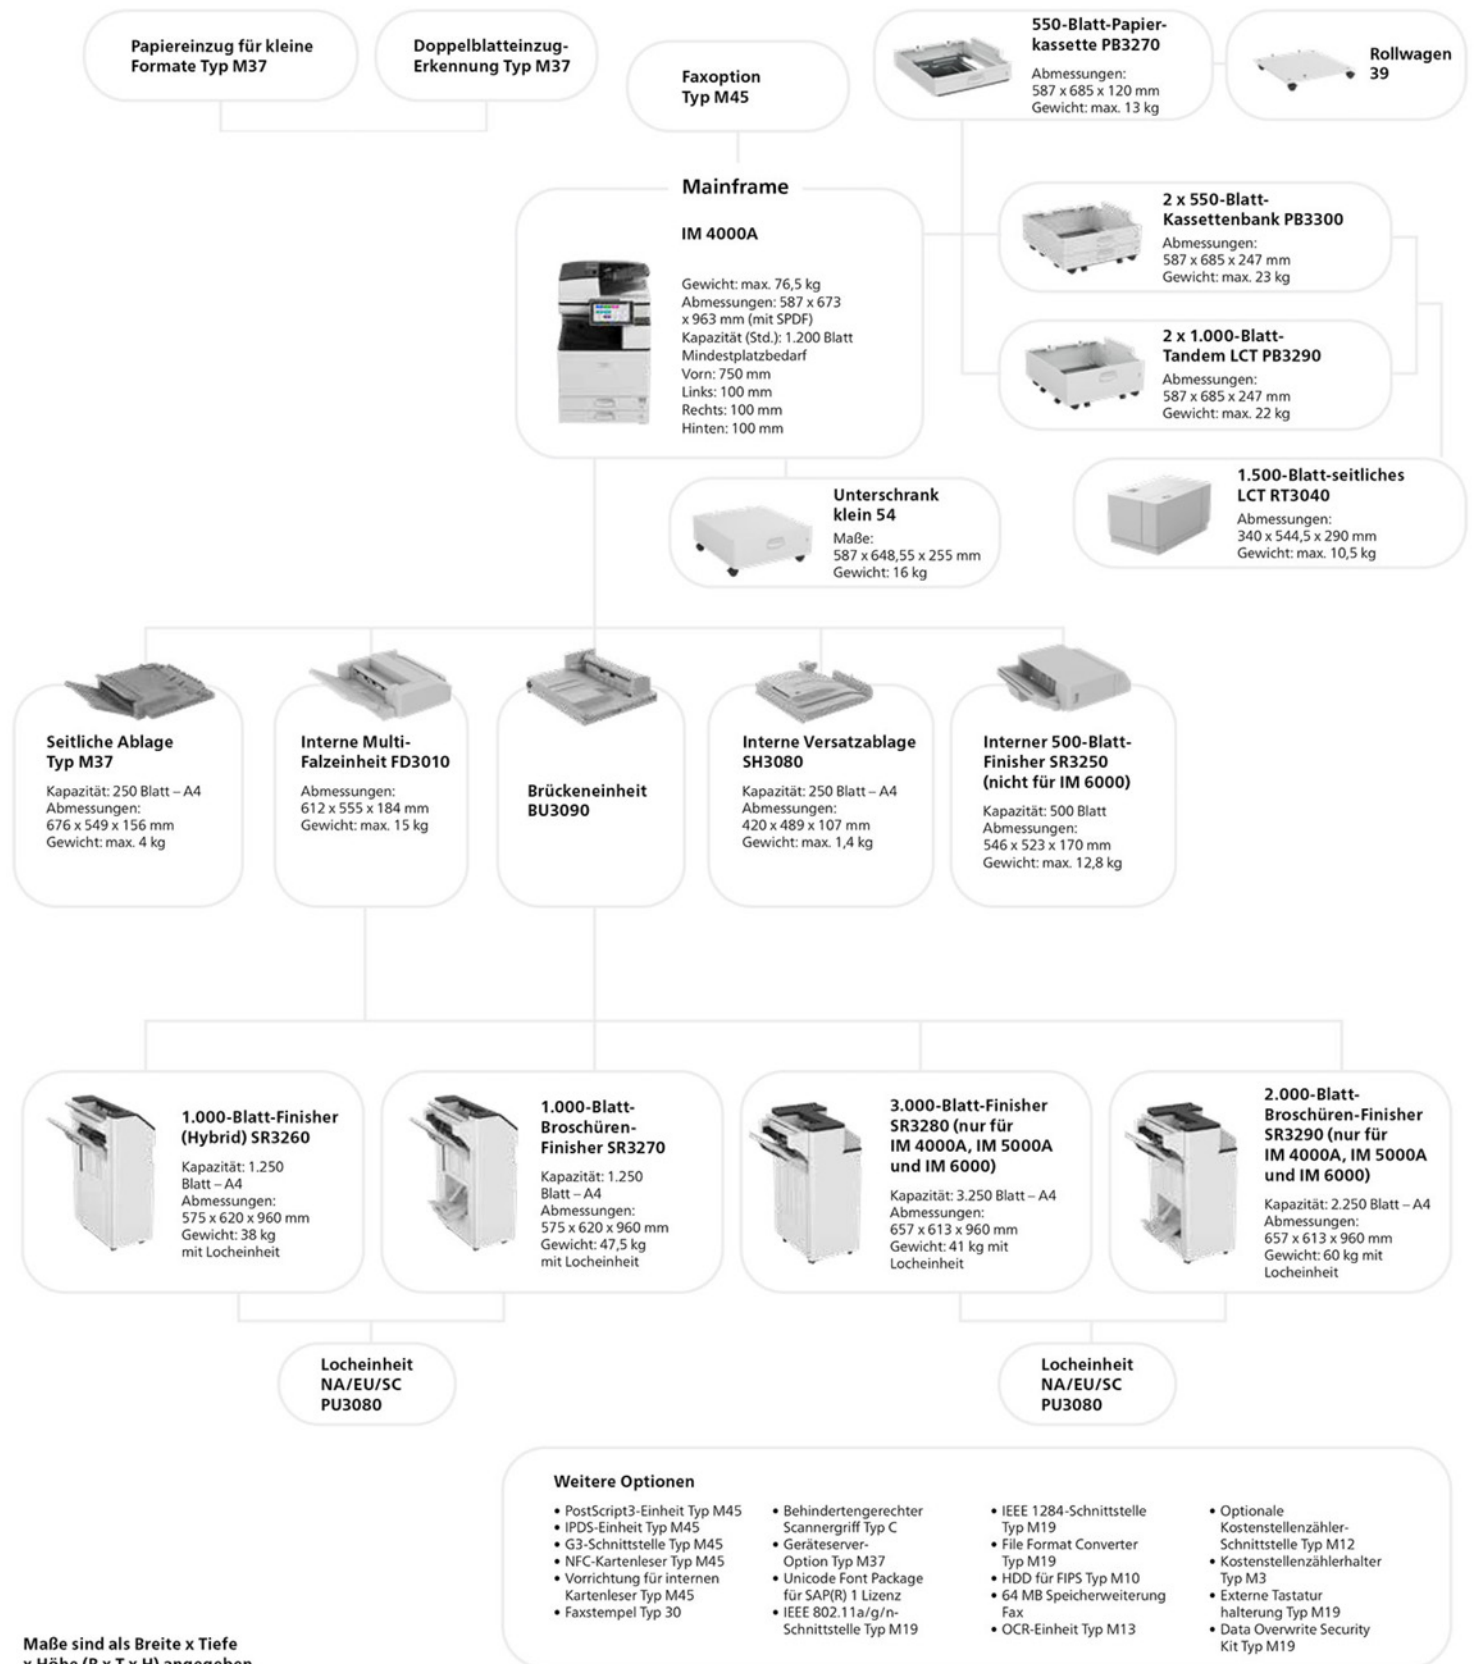 Papiereinzug für kleine
Formate Typ M37
Doppelblatteinzug-
Erkennung Typ M37
Faxoption
Typ M45
550-Blatt-Papier-
kassette PB3270
Abmessungen:
587 x 685 x 120 mm
Gewicht: max. 13 kg
Rollwagen
39
Mainframe
IM 4000A
Gewicht: max. 76,5 kg
Abmessungen: 587 x 673
x 963 mm (mit SPDF)
Kapazität (Std.): 1.200 Blatt
Mindestplatzbedarf
Vorn: 750 mm
Links: 100 mm
Rechts: 100 mm
Hinten: 100 mm
2 x 550-Blatt-
Kassettenbank PB3300
Abmessungen:
587 x 685 x 247 mm
Gewicht: max. 23 kg
2 x 1.000-Blatt-
Tandem LCT PB3290
Abmessungen:
587 x 685 x 247 mm
Gewicht: max. 22 kg
Unterschrank
klein 54
Maße:
587 x 648,55 x 255 mm
Gewicht: 16 kg
1.500-Blatt-seitliches
LCT RT3040
Abmessungen:
340 x 544,5 x 290 mm
Gewicht: max. 10,5 kg
Seitliche Ablage
Typ M37
Kapazität: 250 Blatt – A4
Abmessungen:
676 x 549 x 156 mm
Gewicht: max. 4 kg
Interne Multi-
Falzeinheit FD3010
Abmessungen:
612 x 555 x 184 mm
Gewicht: max. 15 kg
Brückeneinheit
BU3090
Interne Versatzablage
SH3080
Kapazität: 250 Blatt – A4
Abmessungen:
420 x 489 x 107 mm
Gewicht: max. 1,4 kg
Interner 500-Blatt-
Finisher SR3250
(nicht für IM 6000)
Kapazität: 500 Blatt
Abmessungen:
546 x 523 x 170 mm
Gewicht: max. 12,8 kg
1.000-Blatt-Finisher
(Hybrid) SR3260
Kapazität: 1.250
Blatt – A4
Abmessungen:
575 x 620 x 960 mm
Gewicht: 38 kg
mit Locheinheit
1.000-Blatt-
Broschüren-
Finisher SR3270
Kapazität: 1.250
Blatt – A4
Abmessungen:
575 x 620 x 960 mm
Gewicht: 47,5 kg
mit Locheinheit
3.000-Blatt-Finisher
SR3280 (nur für
IM 4000A, IM 5000A
und IM 6000)
Kapazität: 3.250 Blatt – A4
Abmessungen:
657 x 613 x 960 mm
Gewicht: 41 kg mit
Locheinheit
2.000-Blatt-
Broschüren-Finisher
SR3290 (nur für
IM 4000A, IM 5000A
und IM 6000)
Kapazität: 2.250 Blatt – A4
Abmessungen:
657 x 613 x 960 mm
Gewicht: 60 kg mit
Locheinheit
Locheinheit
NA/EU/SC
PU3080
Locheinheit
NA/EU/SC
PU3080
Weitere Optionen
• PostScript3-Einheit Typ M45
• IPDS-Einheit Typ M45
• G3-Schnittstelle Typ M45
• NFC-Kartenleser Typ M45
• Vorrichtung für internen
Kartenleser Typ M45
• Faxstempel Typ 30
• Behindertengerechter
Scannergriff Typ C
• Geräteserver-
Option Typ M37
• Unicode Font Package
für SAP(R) 1 Lizenz
• IEEE 802.11a/g/n-
Schnittstelle Typ M19
• IEEE 1284-Schnittstelle
Typ M19
• File Format Converter
Typ M19
• HDD für FIPS Typ M10
• 64 MB Speicherweiterung
Fax
• OCR-Einheit Typ M13
• Optionale
Kostenstellenzähler-
Schnittstelle Typ M12
• Kostenstellenzählerhalter
Typ M3
• Externe Tastatur
halterung Typ M19
• Data Overwrite Security
Kit Typ M19
Maße sind als Breite x Tiefe
x Höhe (B x T x H) angegeben